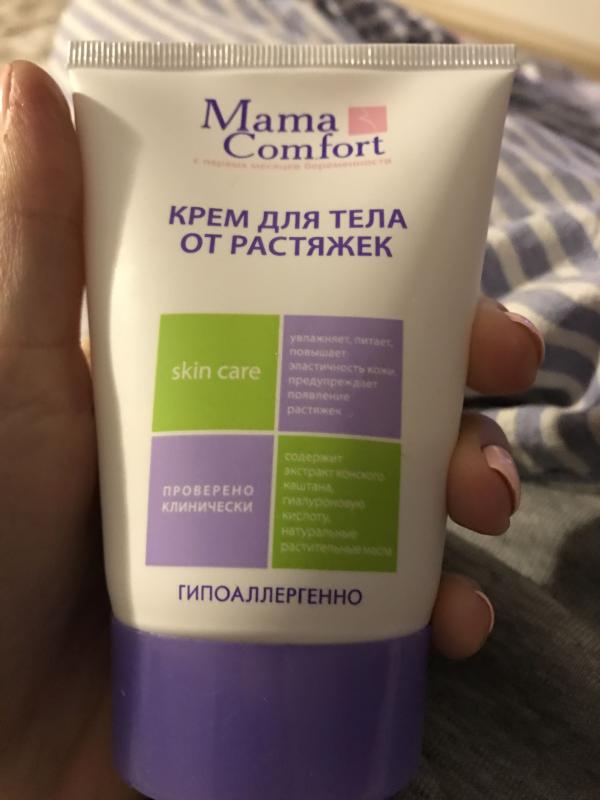 Mama
Comfort
с первых месяцев беременности
КРЕМ ДЛЯ ТЕЛА
ОТ РАСТЯЖЕК
skin care
увлажняет, питает,
повышает
эластичность кожи,
предупреждает
появление
растяжек
ПРОВЕРЕНО
КЛИНИЧЕСКИ
содержит
экстракт конского
каштана,
гиалуроновую
кислоту,
натуральные
растительные масла
ГИПОАЛЛЕРГЕННО